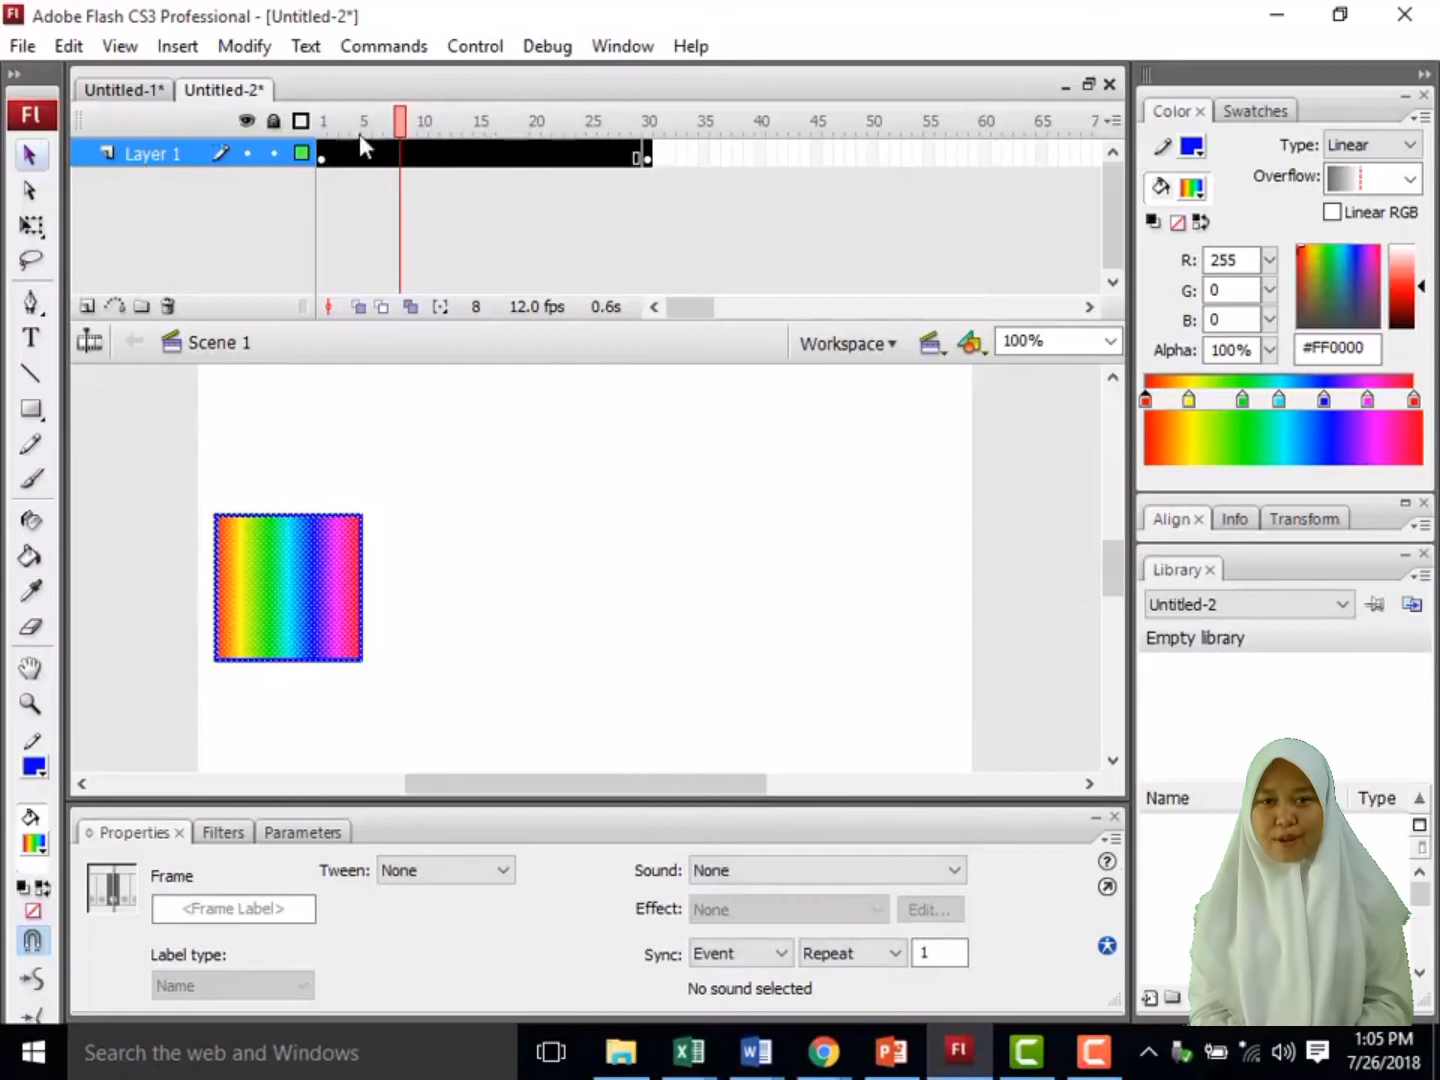 Fl Adobe Flash CS3 Professional - [Untitled-2*]
File Edit View Insert Modify Text Commands Control Debug Window Help
Untitled-1* Untitled-2*
1 5 10 15 20 25 30 35 40 45 50 55 60 65 7
Layer 1
8 12.0 fps 0.6s
Scene 1
Workspace 100%
Fl
T
Color Swatches
Type: Linear
Overflow:
Linear RGB
R: 255
G: 0
B: 0
Alpha: 100% #FF0000
Align Info Transform
Library
Untitled-2
Empty library
Name Type
Properties Filters Parameters
Frame
<Frame Label>
Label type:
Name
Tween: None
Sound: None
Effect: None Edit...
Sync: Event Repeat 1
No sound selected
Search the web and Windows
Fl
1:05 PM
7/26/2018